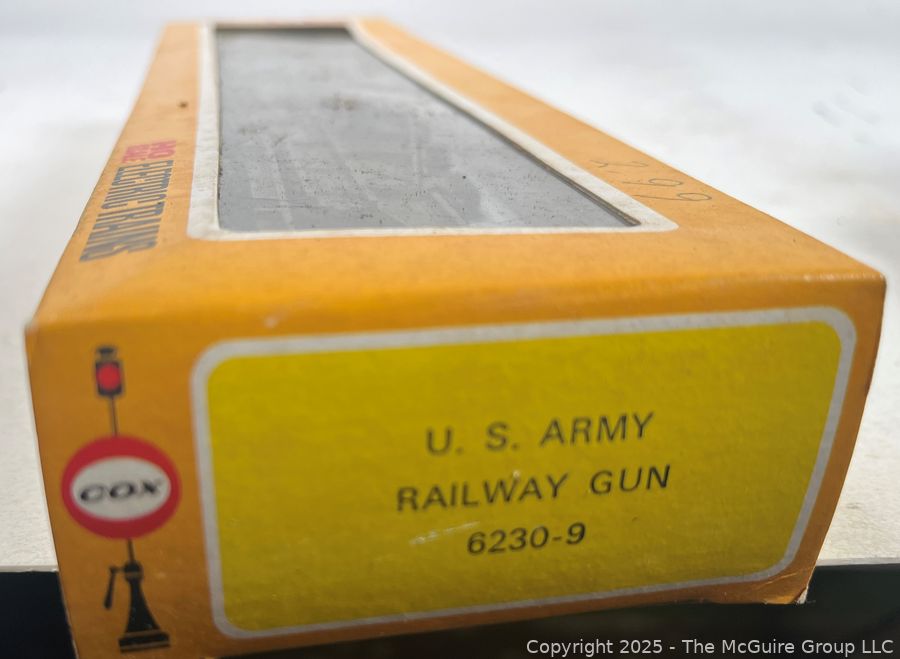 HO
ELECTRIC TRAINS
COX
U. S. ARMY
RAILWAY GUN
6230-9
Copyright 2025 - The McGuire Group LLC